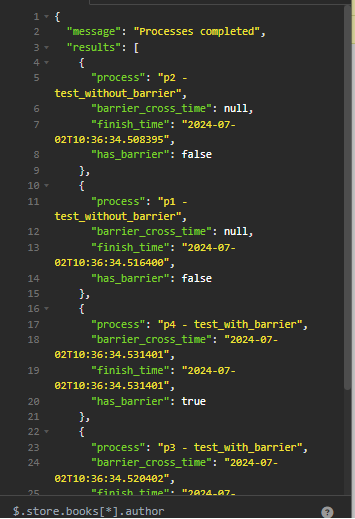 1 {
2 "message": "Processes completed",
3 "results": [
4 {
5 "process": "p2 -
test_without_barrier",
6 "barrier_cross_time": null,
7 "finish_time": "2024-07-
02T10:36:34.508395",
8 "has_barrier": false
9 },
10 {
11 "process": "p1 -
test_without_barrier",
12 "barrier_cross_time": null,
13 "finish_time": "2024-07-
02T10:36:34.516400",
14 "has_barrier": false
15 },
16 {
17 "process": "p4 - test_with_barrier",
18 "barrier_cross_time": "2024-07-
02T10:36:34.531401",
19 "finish_time": "2024-07-
02T10:36:34.531401",
20 "has_barrier": true
21 },
22 {
23 "process": "p3 - test_with_barrier",
24 "barrier_cross_time": "2024-07-
02T10:36:34.520402",
25 "finish_time": "2024-07-
$.store.books[*].author
?